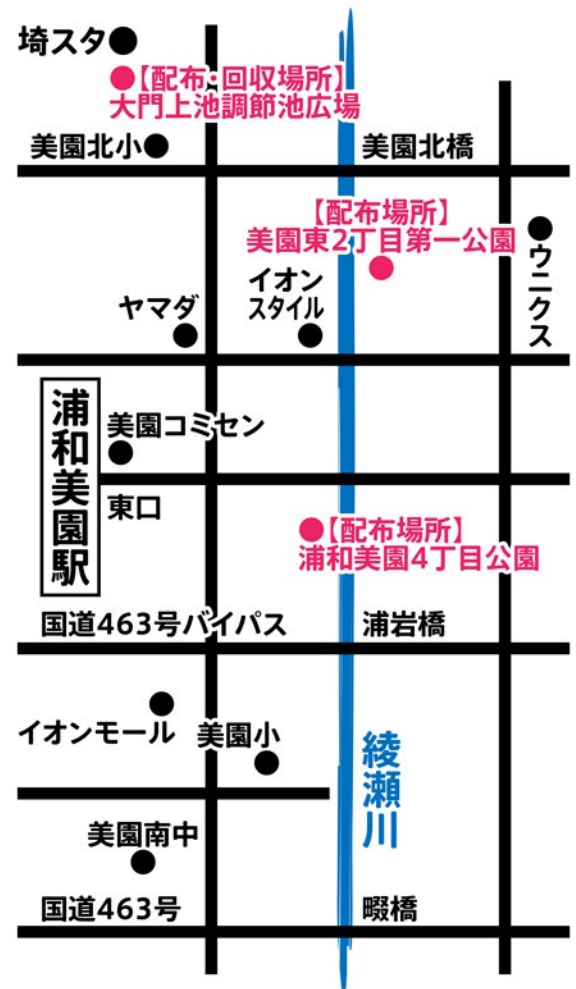 埼スタ
【配布・回収場所】
大門上池調節池広場
美園北小
美園北橋
【配布場所】
美園東2丁目第一公園
ウニクス
イオン
スタイル
ヤマダ
浦和美園駅
美園コミセン
東口
【配布場所】
浦和美園4丁目公園
国道463号バイパス
浦岩橋
イオンモール
美園小
綾瀬川
美園南中
国道463号
畷橋